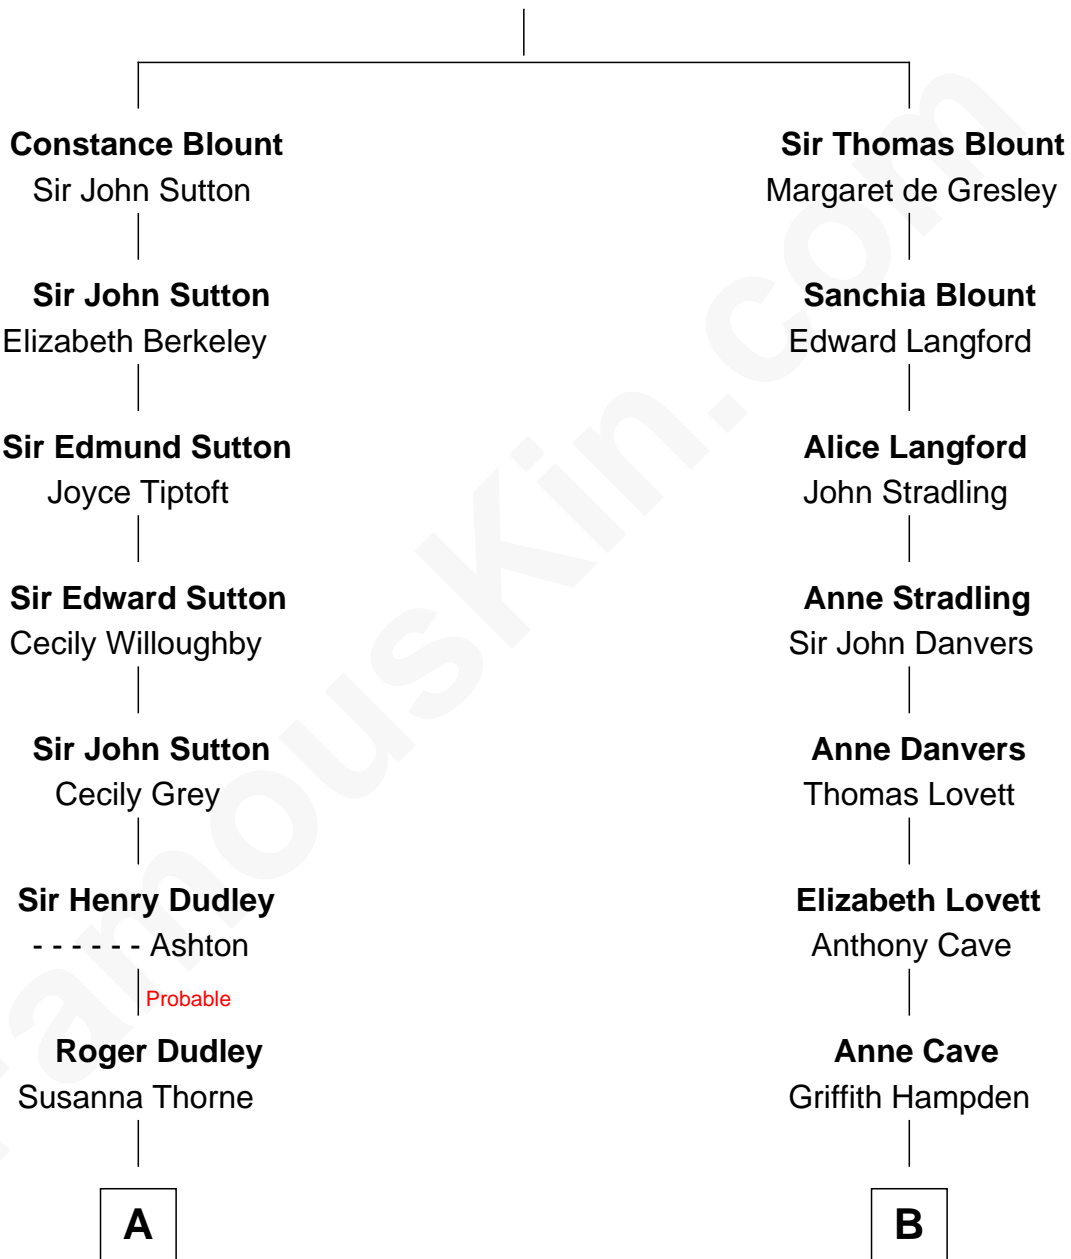 Constance Blount
Sir John Sutton
Sir Thomas Blount
Margaret de Gresley
Sir John Sutton
Elizabeth Berkeley
Sanchia Blount
Edward Langford
Sir Edmund Sutton
Joyce Tiptoft
Alice Langford
John Stradling
Sir Edward Sutton
Cecily Willoughby
Anne Stradling
Sir John Danvers
Sir John Sutton
Cecily Grey
Anne Danvers
Thomas Lovett
Sir Henry Dudley
- - - - - - Ashton
Probable
Elizabeth Lovett
Anthony Cave
Roger Dudley
Susanna Thorne
Anne Cave
Griffith Hampden
A
B
FamousKin.com